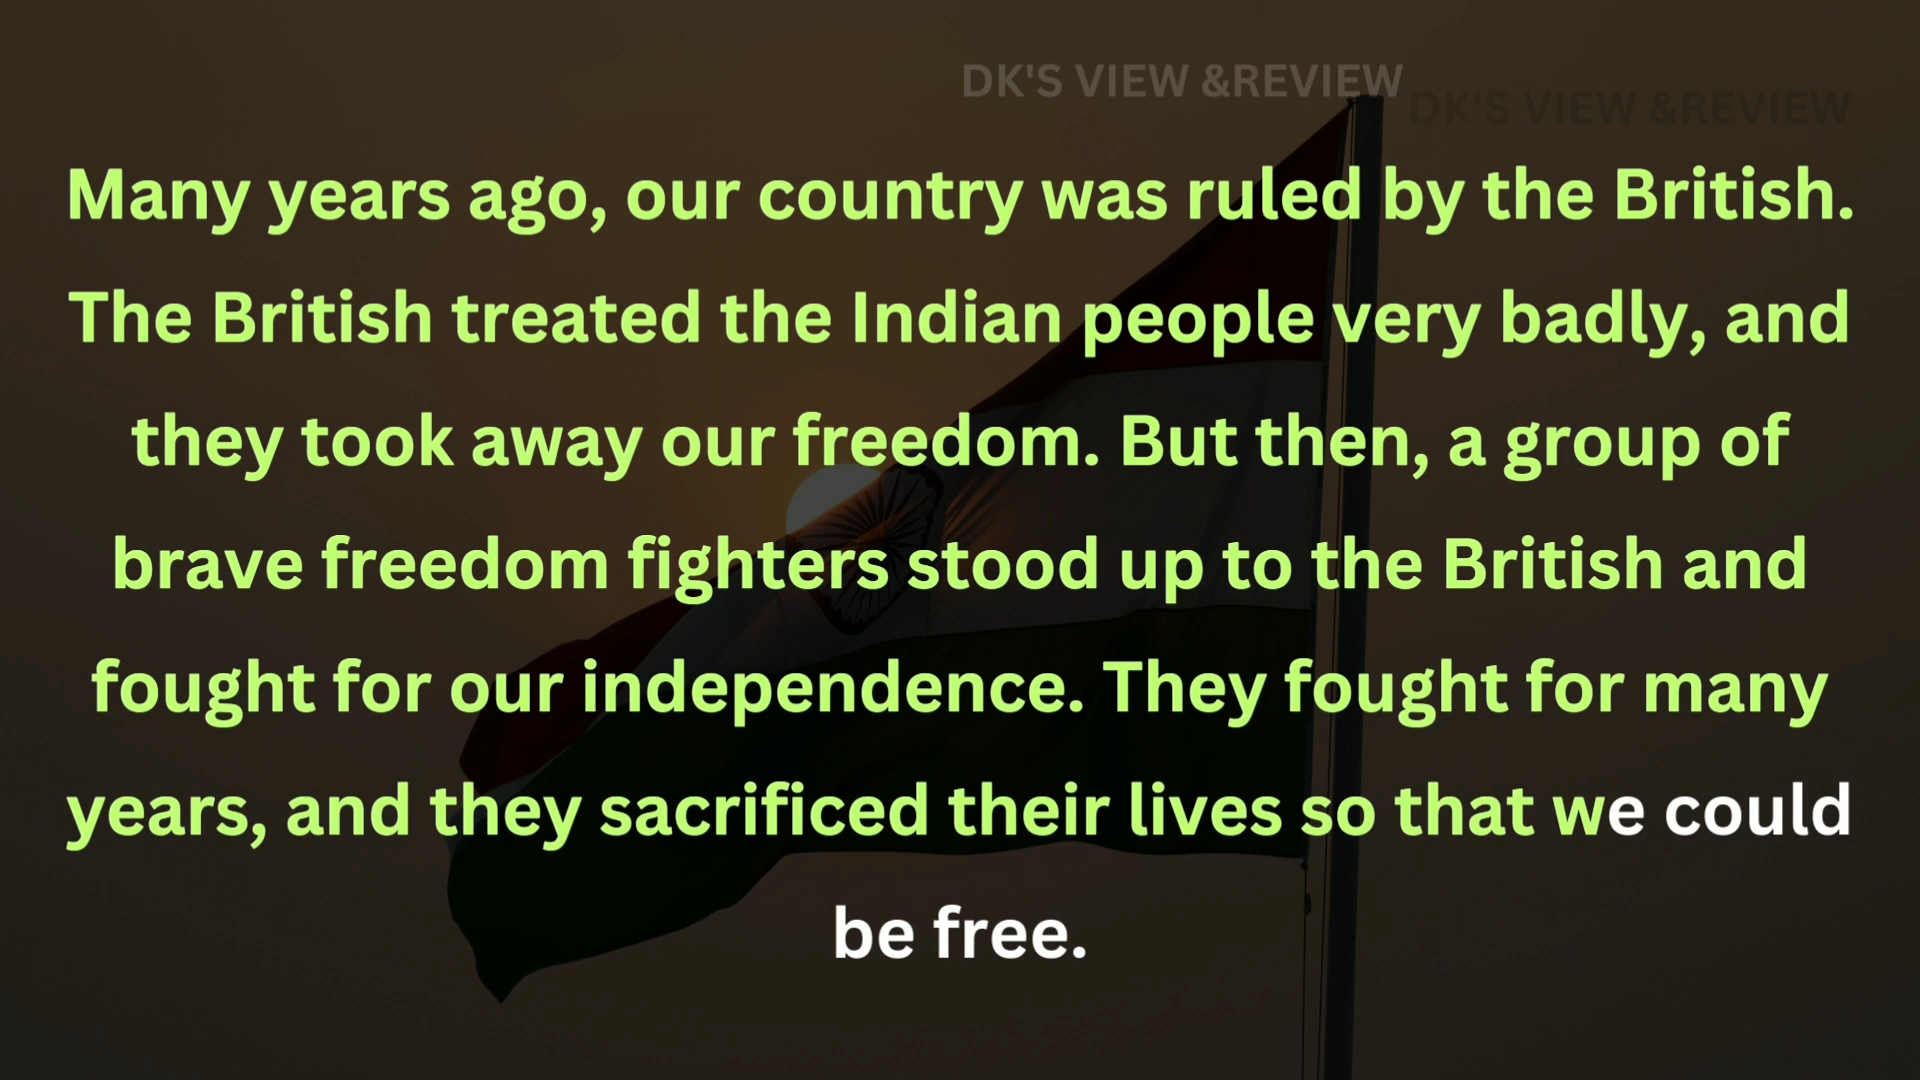 DK'S VIEW &REVIEW
DK'S VIEW &REVIEW
Many years ago, our country was ruled by the British.
The British treated the Indian people very badly, and
they took away our freedom. But then, a group of
brave freedom fighters stood up to the British and
fought for our independence. They fought for many
years, and they sacrificed their lives so that we could
be free.